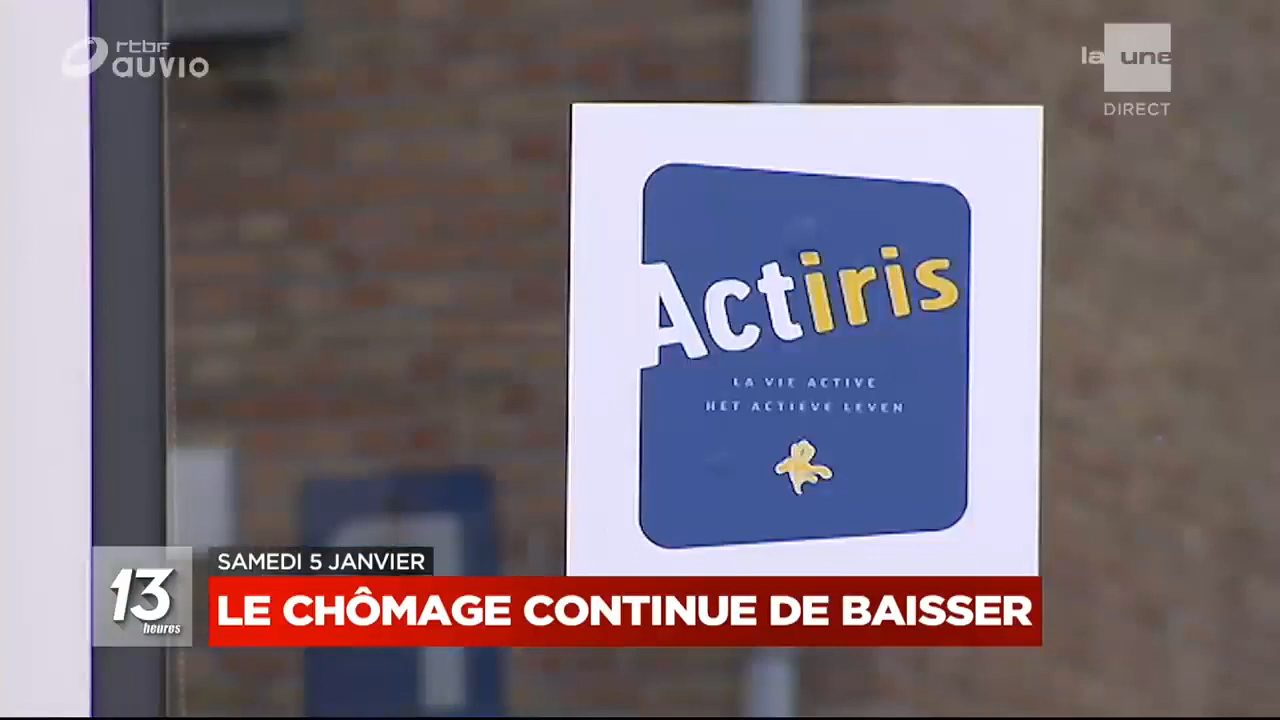 rtbf
auvio
la une
DIRECT
Actiris
LA VIE ACTIVE
HET ACTIEVE LEVEN
SAMEDI 5 JANVIER
13
heures
LE CHÔMAGE CONTINUE DE BAISSER